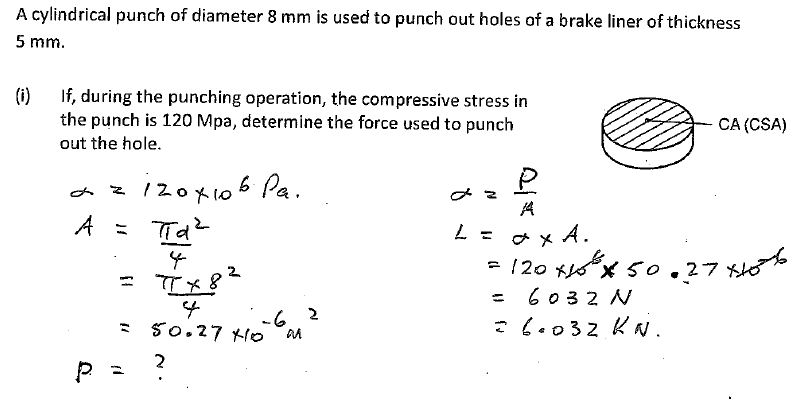 A cylindrical punch of diameter 8 mm is used to punch out holes of a brake liner of thickness
5 mm.
(i) If, during the punching operation, the compressive stress in
the punch is 120 Mpa, determine the force used to punch
out the hole.
CA (CSA)
σ = 120 × 10⁶ Pa.
A = πd²/4
= π × 8²/4
= 50.27 × 10⁻⁶ m²
P = ?
σ = P/A
L = σ × A.
= 120 × 10⁶ × 50.27 × 10⁻⁶
= 6032 N
= 6.032 KN.